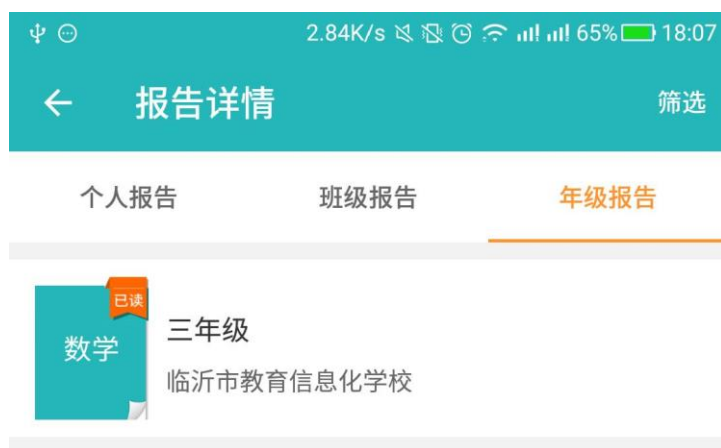 2.84K/s 65% 18:07
报告详情 筛选
个人报告 班级报告 年级报告
已读
数学
三年级
临沂市教育信息化学校